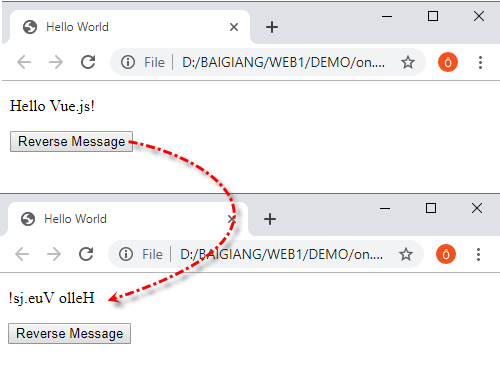 Hello World
File D:/BAIGIANG/WEB1/DEMO/on.... Ô
Hello Vue.js!
Reverse Message
Hello World
File D:/BAIGIANG/WEB1/DEMO/on.... Ô
!sj.euV olleH
Reverse Message